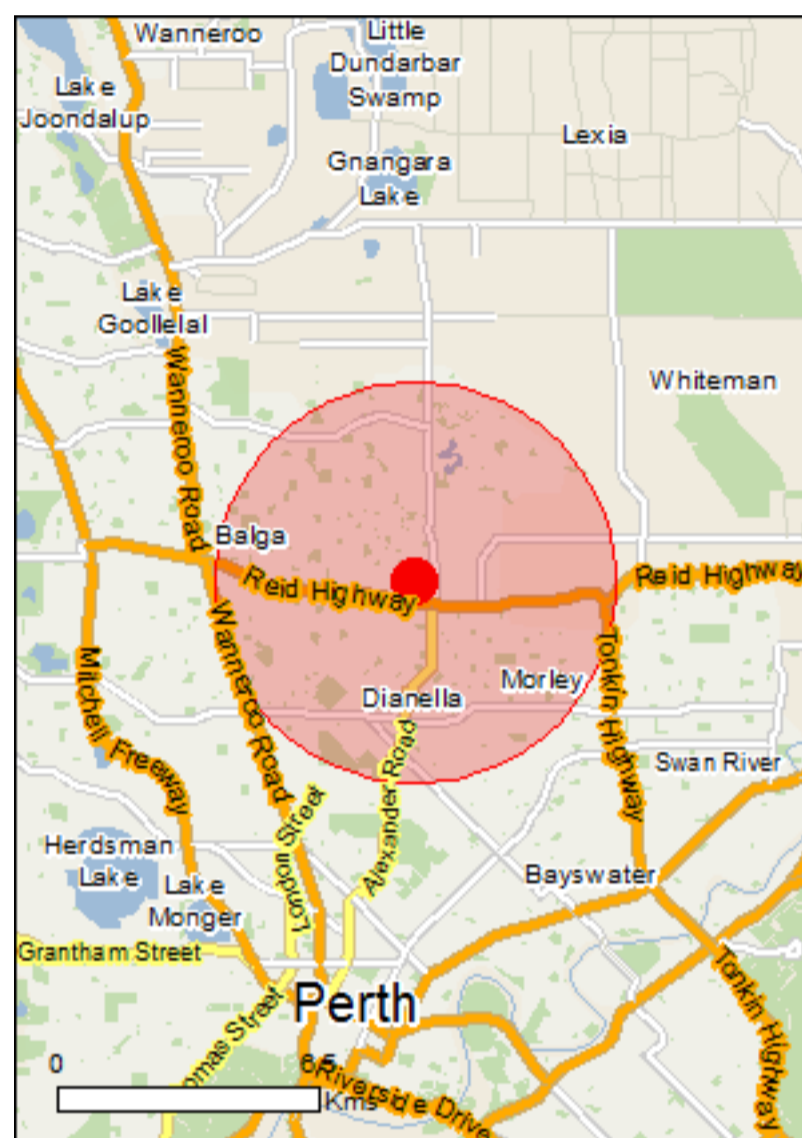 Wanneroo
Little
Dundarbar
Swamp
Lake
Joondalup
Lexia
Gnangara
Lake
Lake
Goollelal
Wanneroo Road
Whiteman
Balga
Reid Highway
Reid Highway
Wanneroo Road
Tonkin Highway
Mitchell Freeway
Morley
Dianella
Alexander Road
Swan River
London Street
Herdsman
Lake
Lake
Monger
Bayswater
Grantham Street
Tonkin Highway
Perth
omas Street
0
6.5
Kms
Riverside Drive